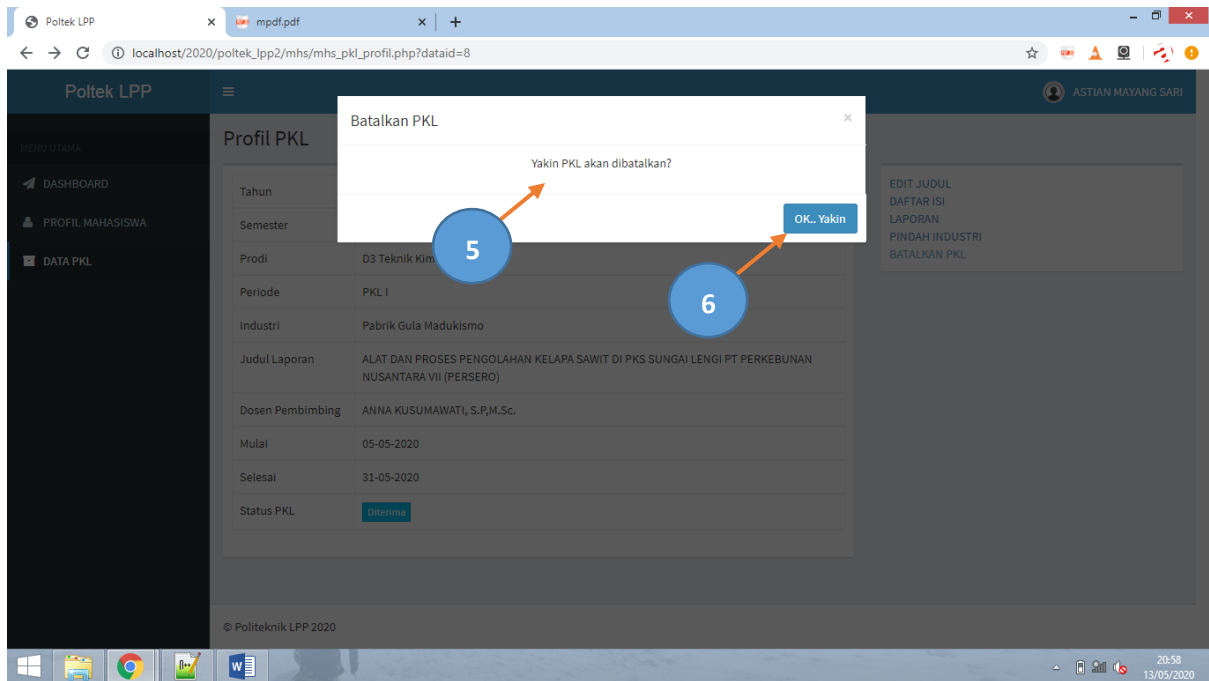 Poltek LPP
mpdf.pdf
localhost/2020/poltek_lpp2/mhs/mhs_pkl_profil.php?dataid=8
Poltek LPP
ASTIAN MAYANG SARI
MENU UTAMA
DASHBOARD
PROFIL MAHASISWA
DATA PKL
Profil PKL
Batalkan PKL
×
Yakin PKL akan dibatalkan?
OK.. Yakin
5
6
Tahun
Semester
Prodi D3 Teknik Kim
Periode PKL I
Industri Pabrik Gula Madukismo
Judul Laporan ALAT DAN PROSES PENGOLAHAN KELAPA SAWIT DI PKS SUNGAI LENGI PT PERKEBUNAN
NUSANTARA VII (PERSERO)
Dosen Pembimbing ANNA KUSUMAWATI, S.P,M.Sc.
Mulai 05-05-2020
Selesai 31-05-2020
Status PKL Diterima
EDIT JUDUL
DAFTAR ISI
LAPORAN
PINDAH INDUSTRI
BATALKAN PKL
© Politeknik LPP 2020
20:58
13/05/2020